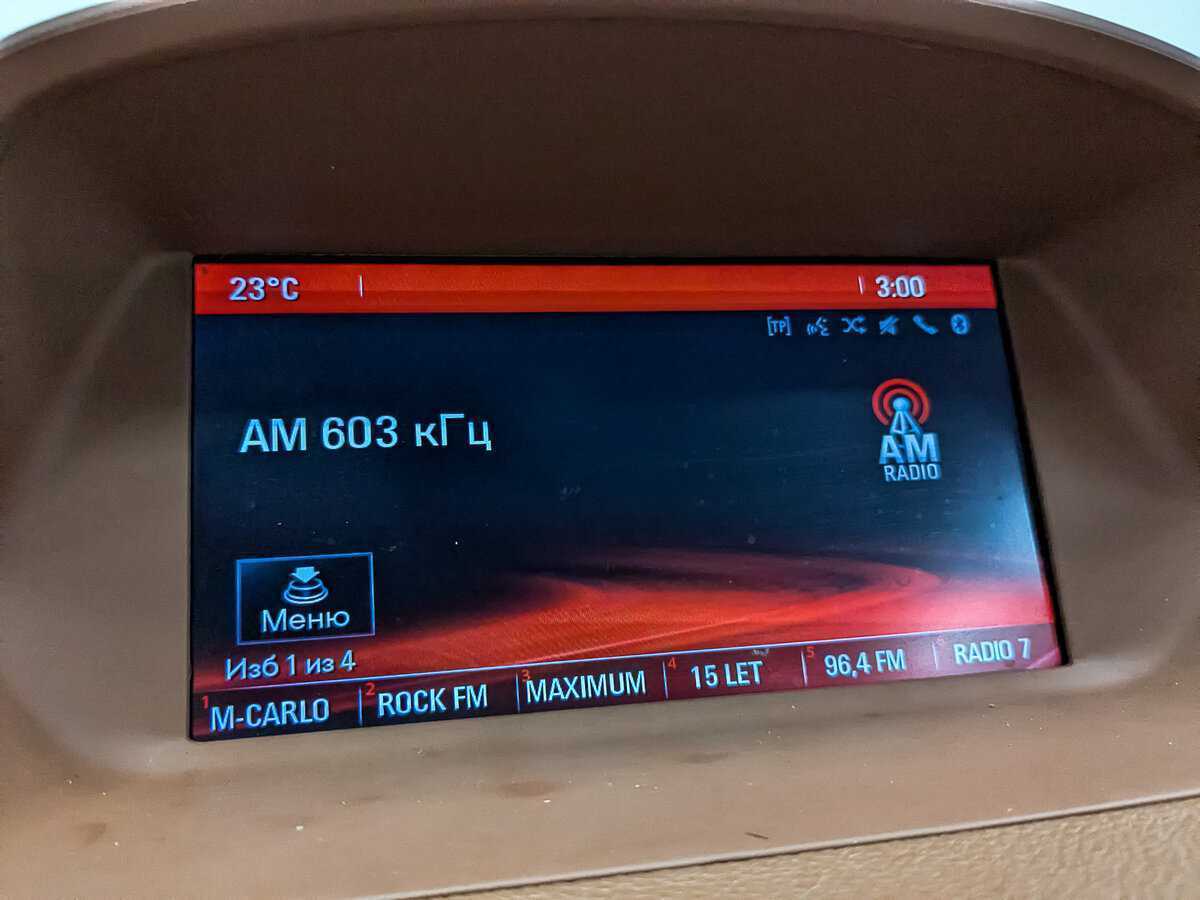 23°C 3:00
[TP]
AM 603 кГц
AM
RADIO
Меню
Изб 1 из 4
1 M-CARLO 2 ROCK FM 3 MAXIMUM 4 15 LET 5 96,4 FM 6 RADIO 7